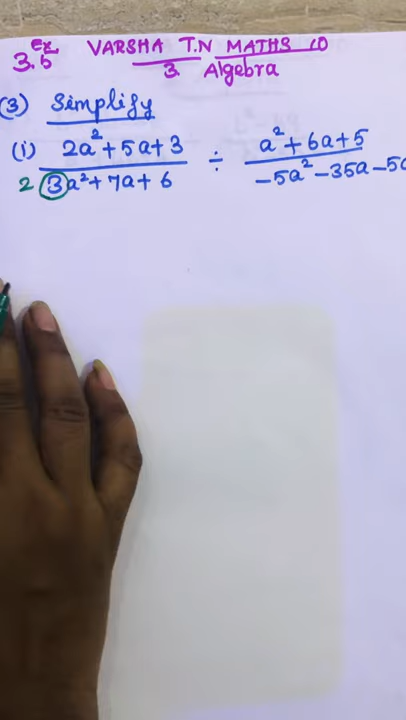 Ex
3.5
VARSHA T.N MATHS 10
3. Algebra
(3) Simplify
(i) 2a²+5a+3 / 3a²+7a+6 ÷ a²+6a+5 / -5a²-35a-50
2